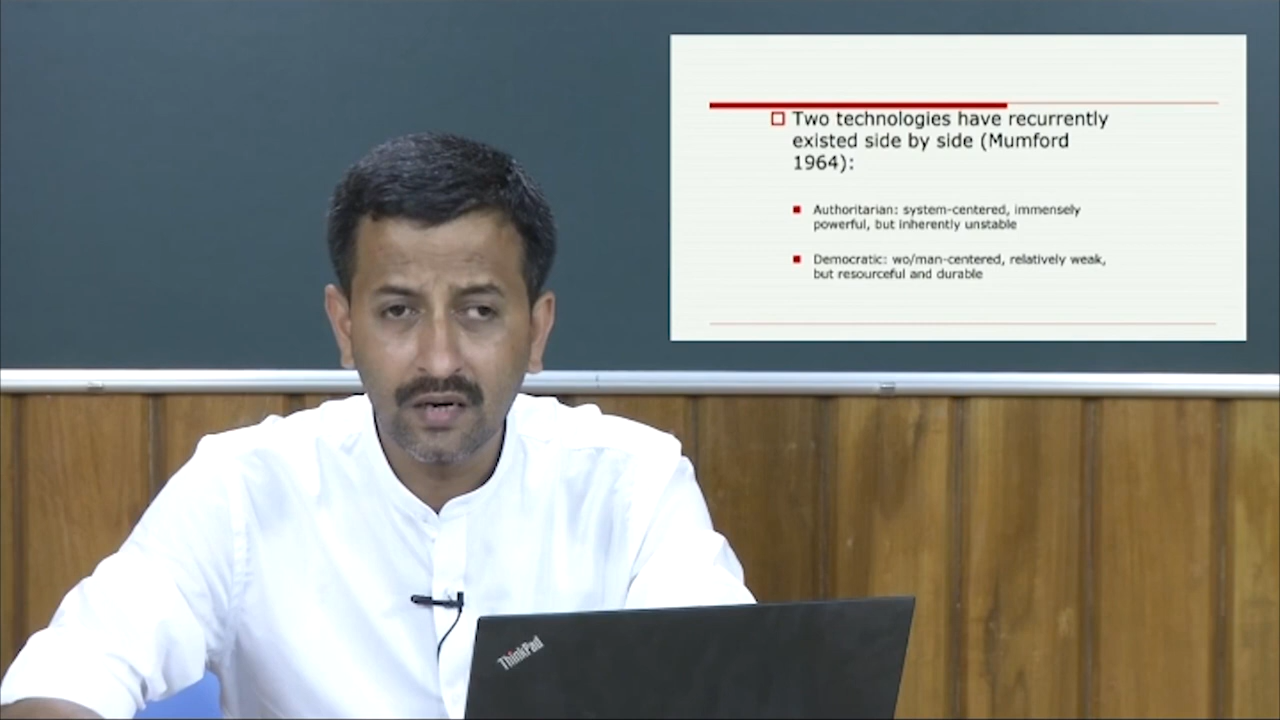 Two technologies have recurrently
existed side by side (Mumford
1964):
Authoritarian: system-centered, immensely
powerful, but inherently unstable
Democratic: wo/man-centered, relatively weak,
but resourceful and durable
ThinkPad